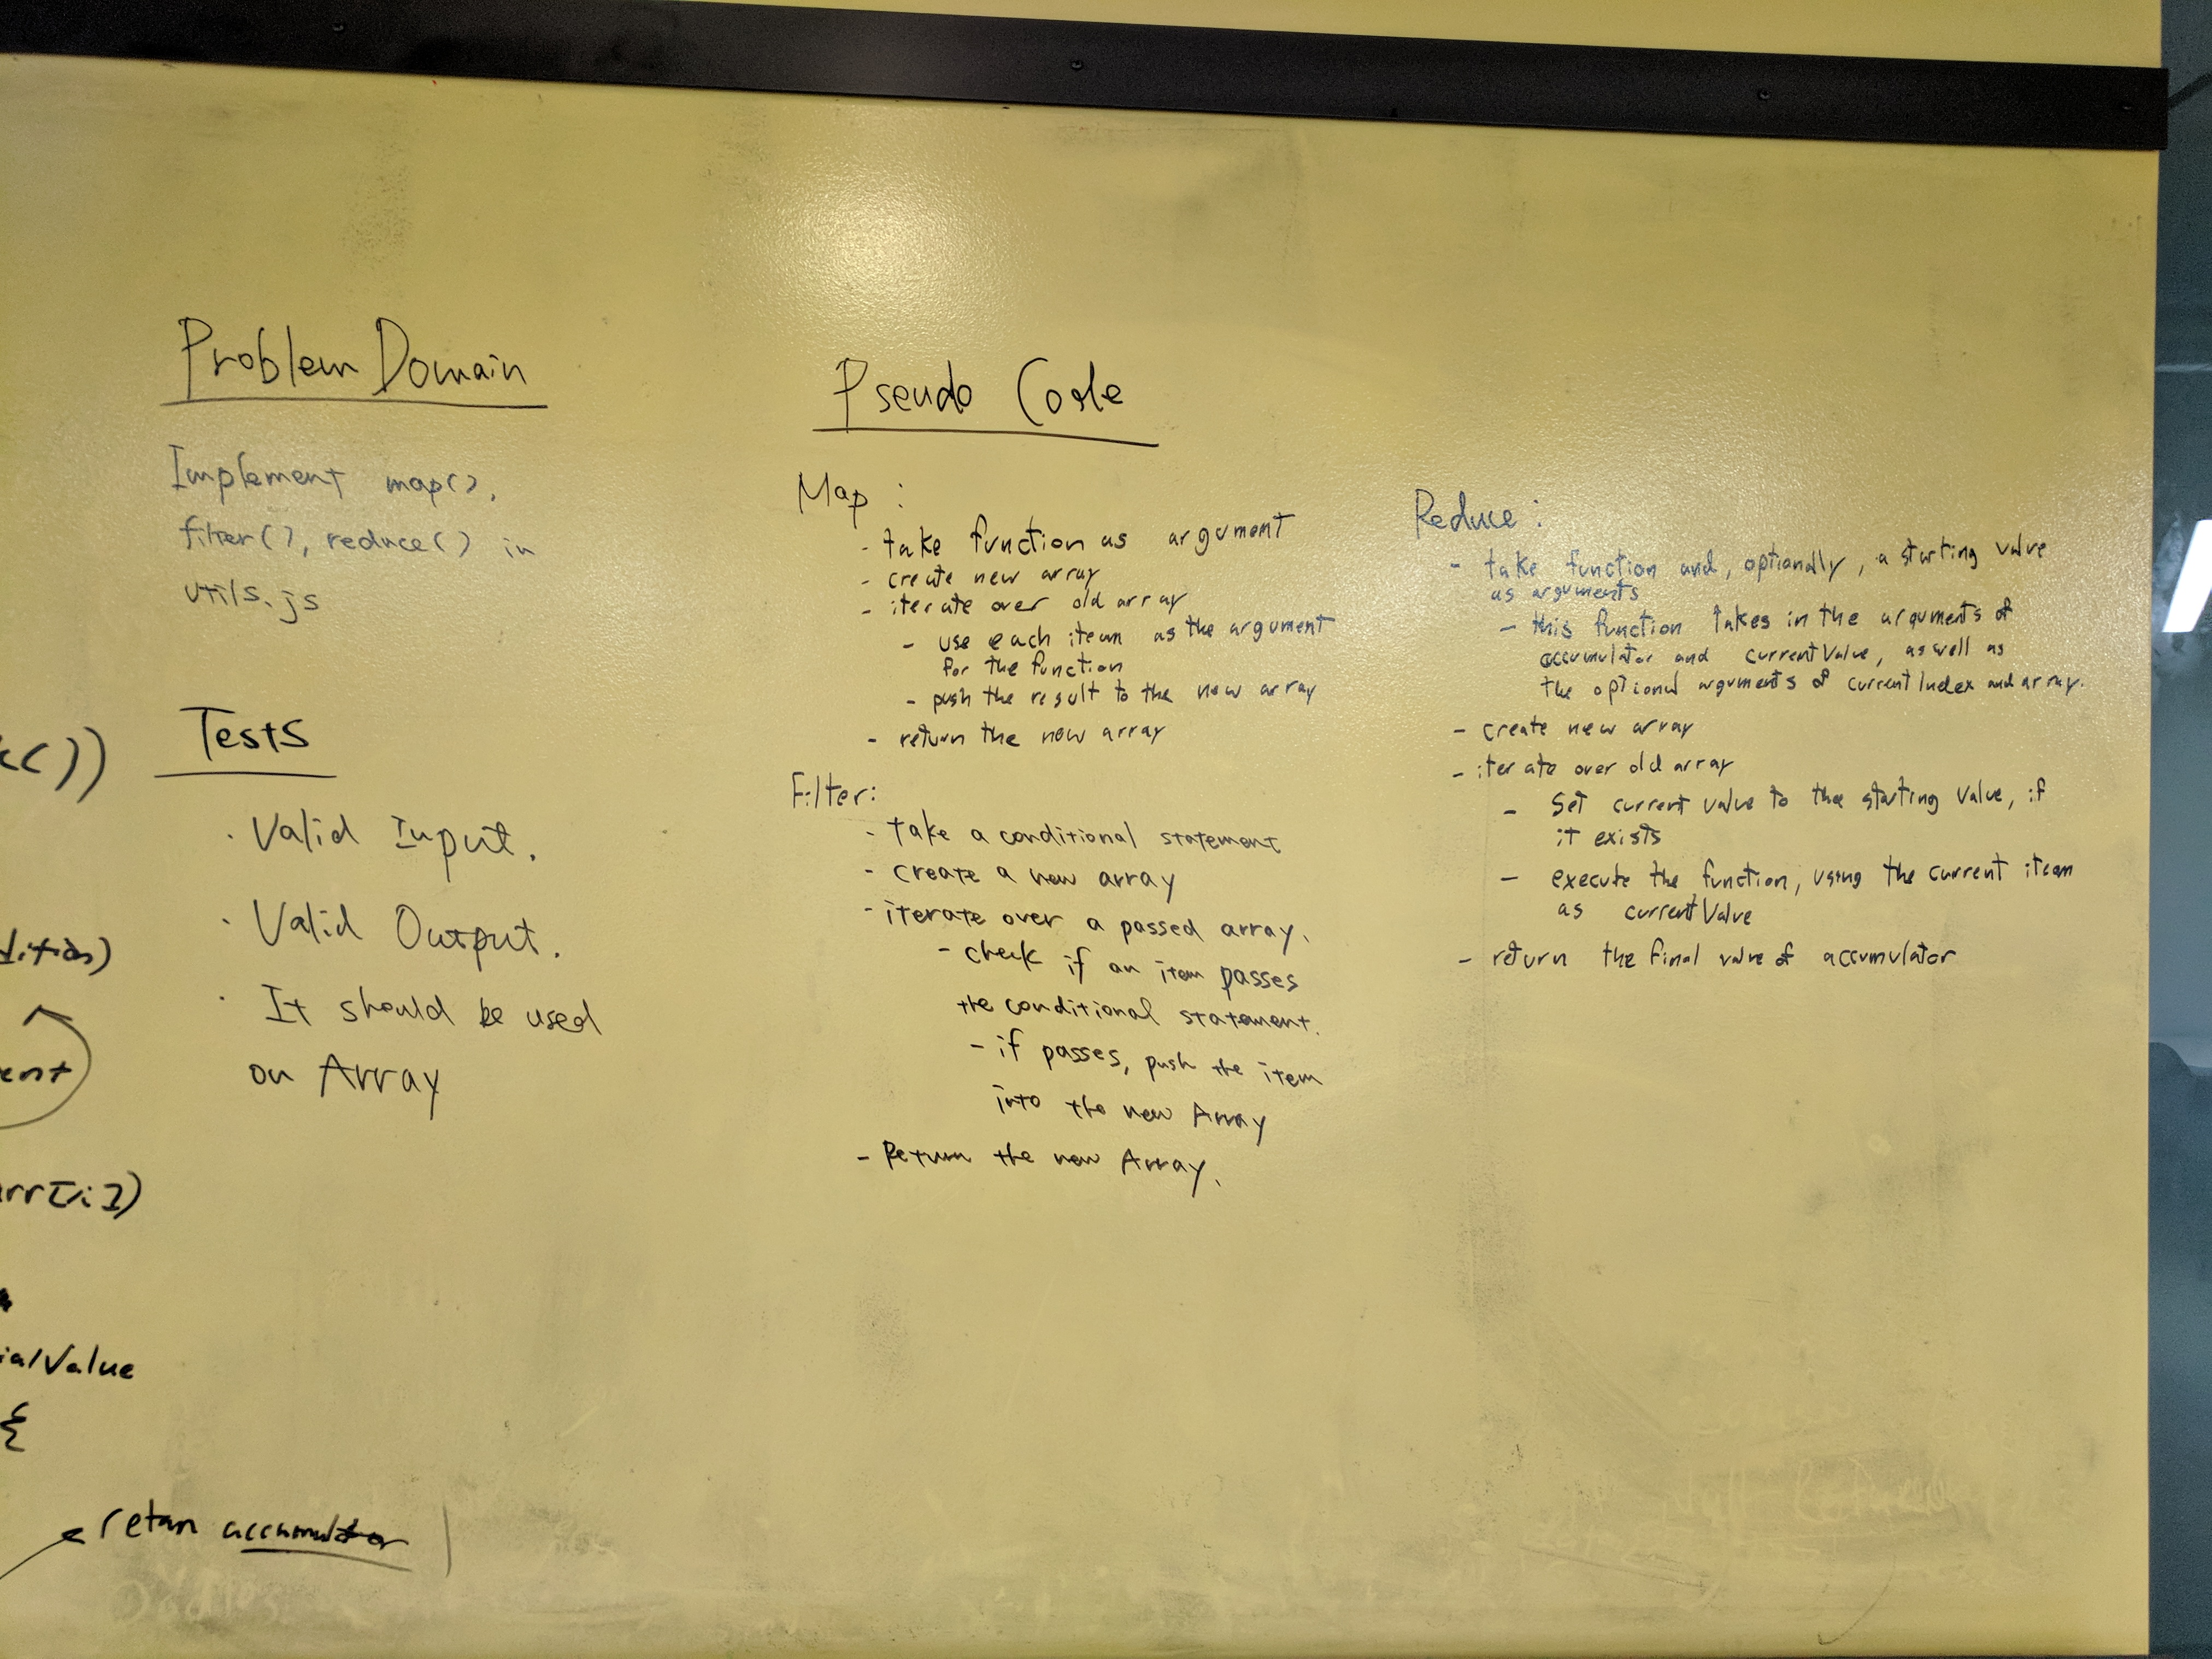 Problem Domain
Implement map(),
filter(), reduce() in
utils.js
Tests
· Valid Input.
· Valid Output.
· It should be used
on Array
Pseudo Code
Map :
- take function as argument
- create new array
- iterate over old array
- use each item as the argument
for the function
- push the result to the new array
- return the new array
Filter:
- take a conditional statement
- create a new array
- iterate over a passed array.
- check if an item passes
the conditional statement.
- if passes, push the item
into the new Array
- Return the new Array.
Reduce :
- take function and, optionally, a starting value
as arguments
- this function takes in the arguments of
accumulator and currentValue, as well as
the optional arguments of currentIndex and array.
- create new array
- iterate over old array
- Set current value to the starting value, if
it exists
- execute the function, using the current item
as currentValue
- return the final value of accumulator
))
dition)
ent
arr[i])
ialValue
{
retan accumulator